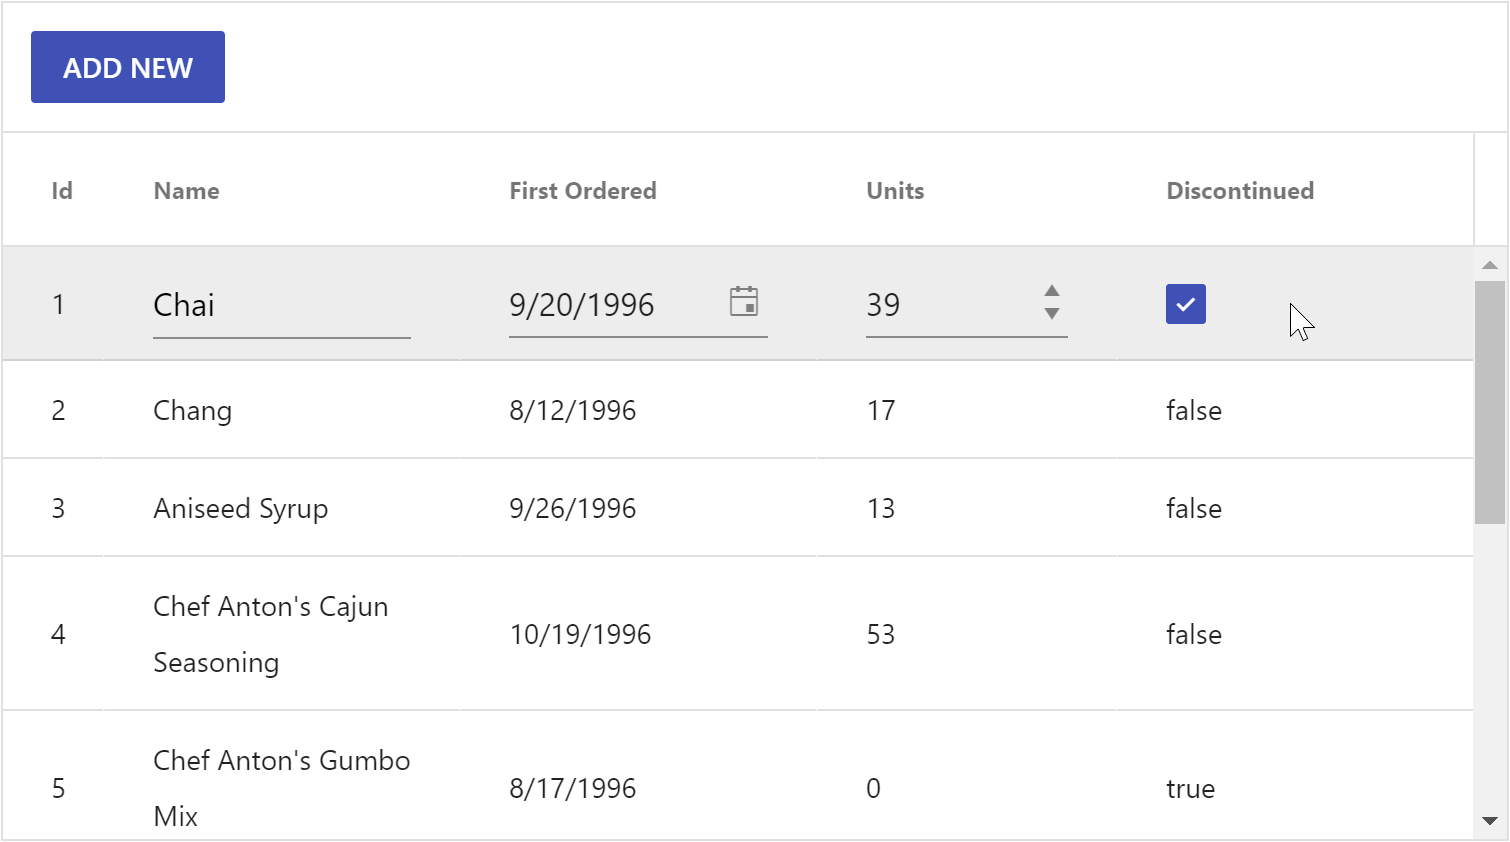 ADD NEW
Id Name First Ordered Units Discontinued
1 Chai 9/20/1996 39
2 Chang 8/12/1996 17 false
3 Aniseed Syrup 9/26/1996 13 false
4 Chef Anton's Cajun Seasoning 10/19/1996 53 false
5 Chef Anton's Gumbo Mix 8/17/1996 0 true